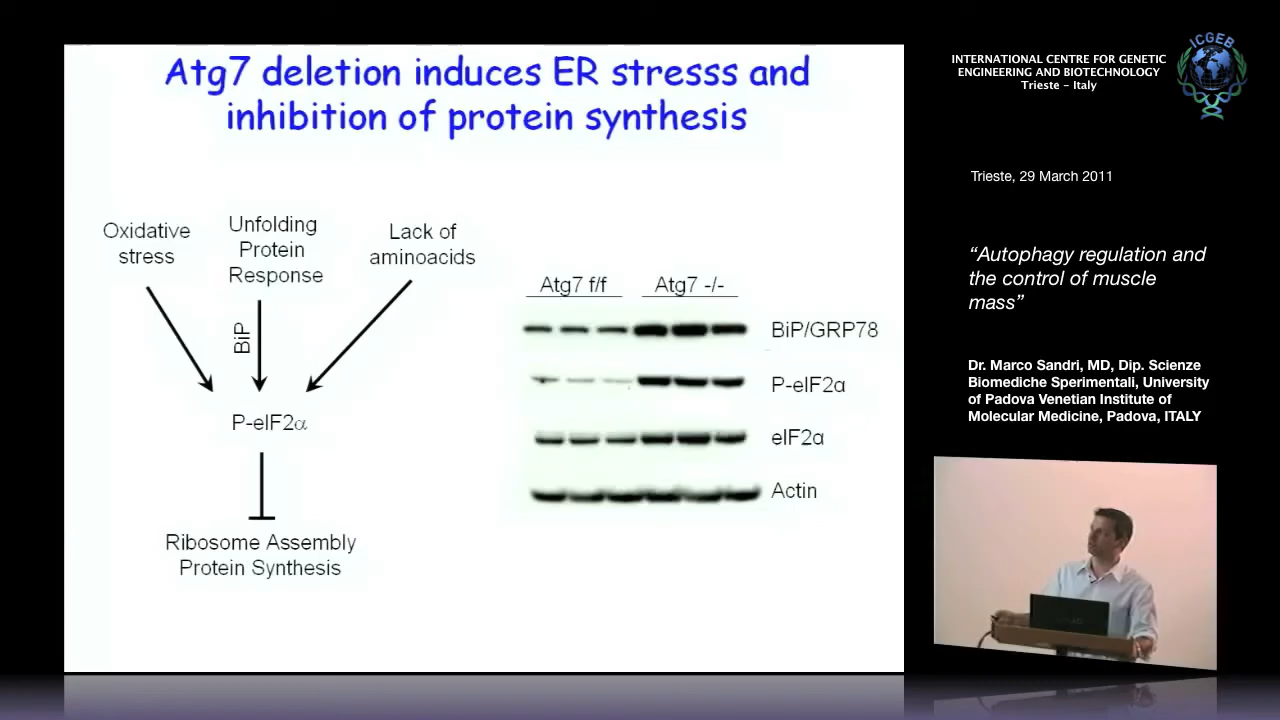 Atg7 deletion induces ER stresss and
inhibition of protein synthesis
Oxidative
stress
Unfolding
Protein
Response
Lack of
aminoacids
BiP
P-eIF2α
Ribosome Assembly
Protein Synthesis
Atg7 f/f
Atg7 -/-
BiP/GRP78
P-eIF2α
eIF2α
Actin
INTERNATIONAL CENTRE FOR GENETIC
ENGINEERING AND BIOTECHNOLOGY
Trieste – Italy
ICGEB
Trieste, 29 March 2011
“Autophagy regulation and
the control of muscle
mass”
Dr. Marco Sandri, MD, Dip. Scienze
Biomediche Sperimentali, University
of Padova Venetian Institute of
Molecular Medicine, Padova, ITALY